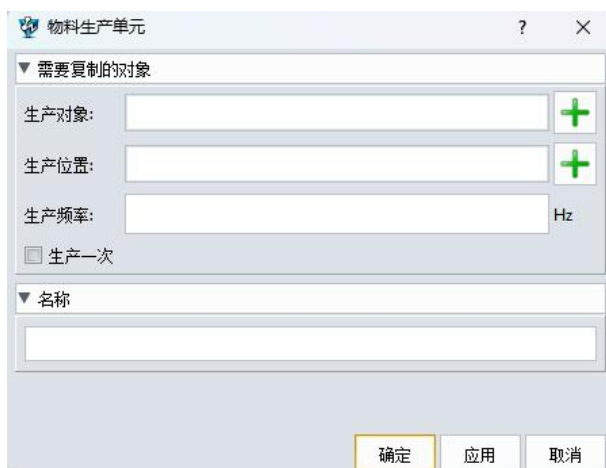 物料生产单元
?
需要复制的对象
生产对象:
生产位置:
生产频率: Hz
生产一次
名称
确定 应用 取消